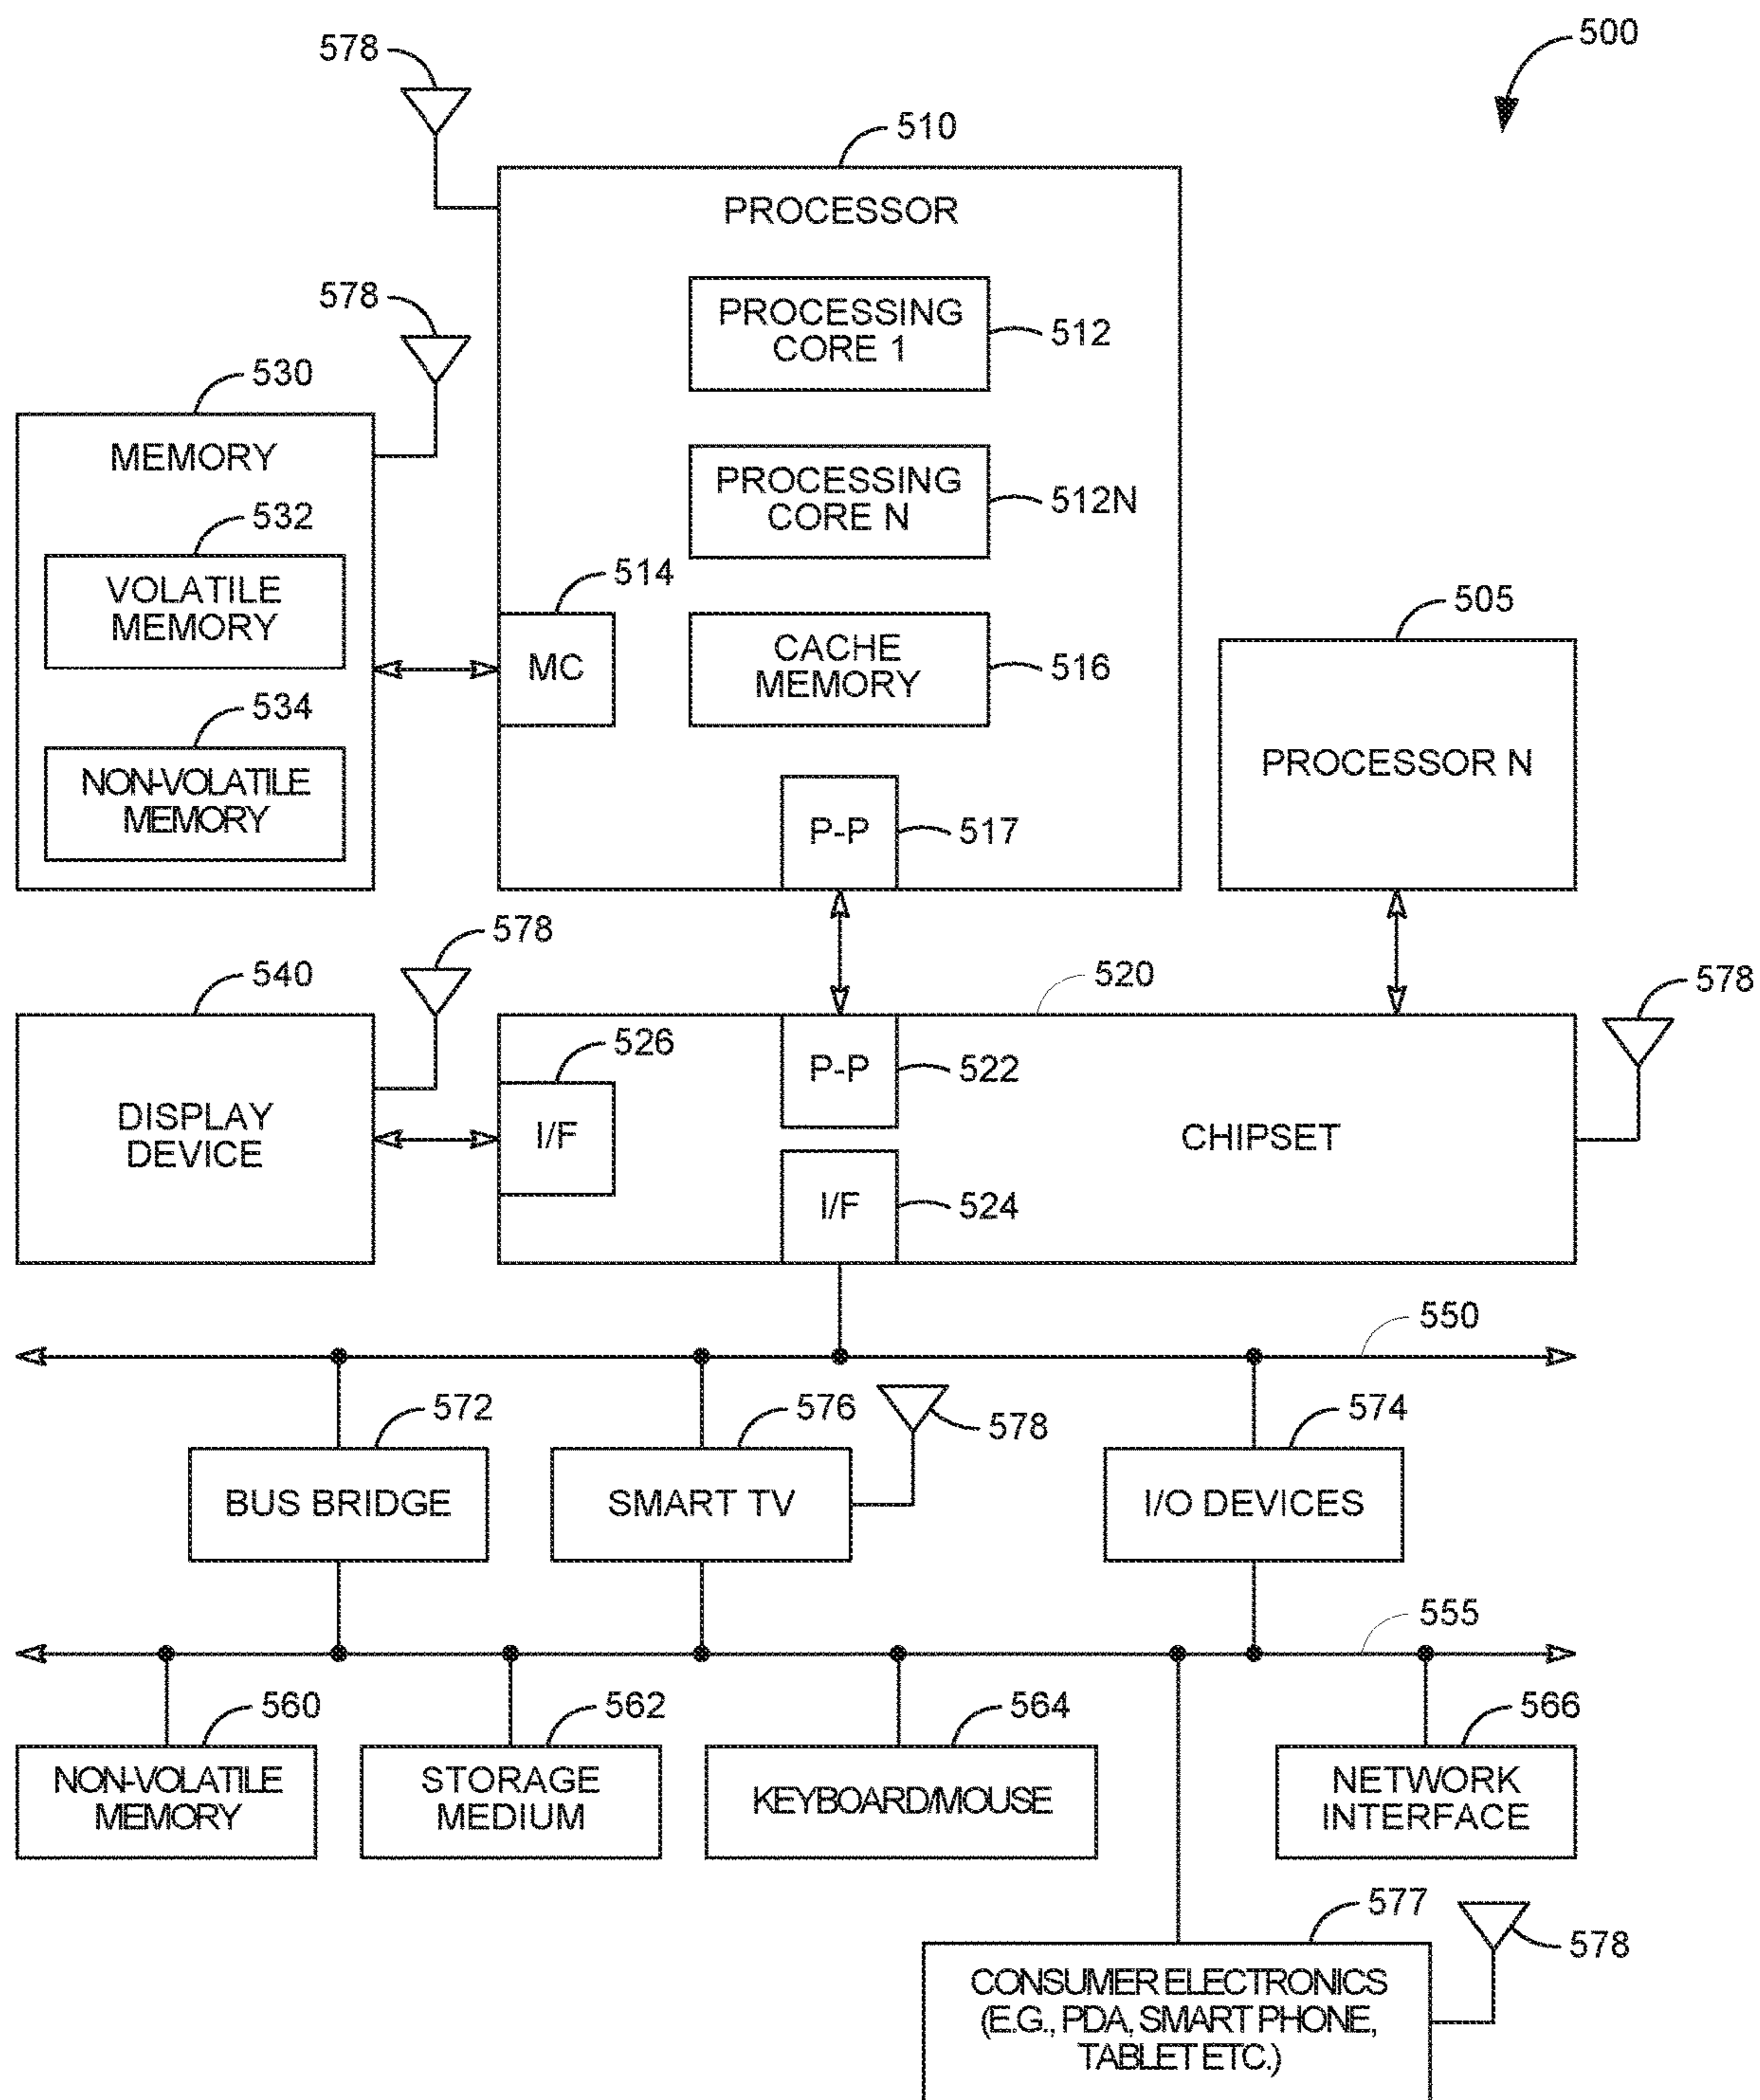 500
578
510
PROCESSOR
578
PROCESSING
CORE 1
512
530
MEMORY
PROCESSING
CORE N
512N
532
VOLATILE
MEMORY
514
MC
CACHE
MEMORY
516
505
PROCESSOR N
534
NON-VOLATILE
MEMORY
P-P
517
578
540
DISPLAY
DEVICE
520
578
526
I/F
P-P
522
CHIPSET
I/F
524
550
572
BUS BRIDGE
576
SMART TV
578
574
I/O DEVICES
555
560
NON-VOLATILE
MEMORY
562
STORAGE
MEDIUM
564
KEYBOARD/MOUSE
566
NETWORK
INTERFACE
577
CONSUMER ELECTRONICS
(E.G., PDA, SMART PHONE,
TABLET ETC.)
578